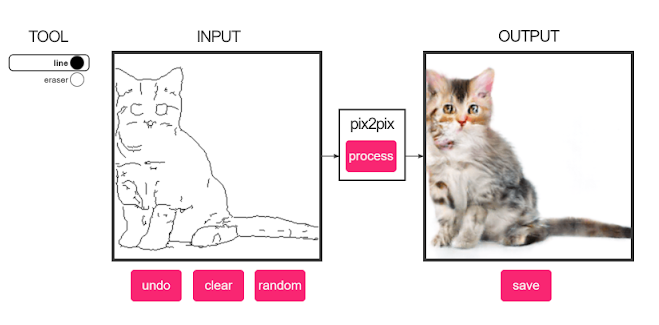 TOOL
line
eraser
INPUT
undo
clear
random
pix2pix
process
OUTPUT
save